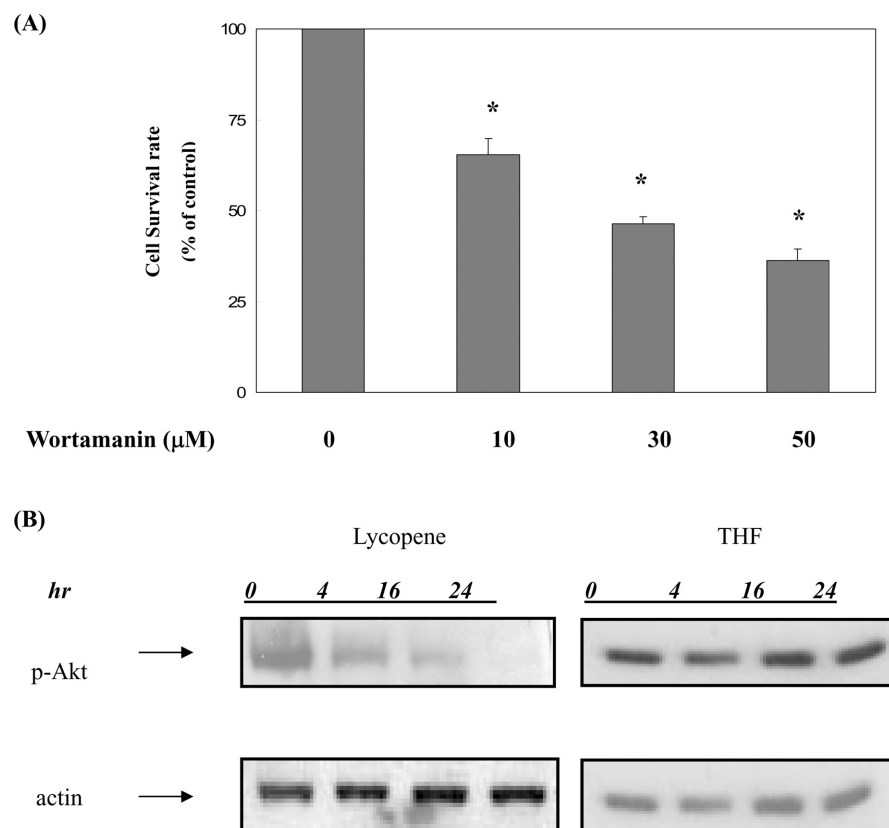 (A)
100
75
50
25
0
Cell Survival rate
(% of control)
*
*
*
Wortamanin (μM) 0 10 30 50
(B)
Lycopene THF
hr 0 4 16 24 0 4 16 24
p-Akt
actin